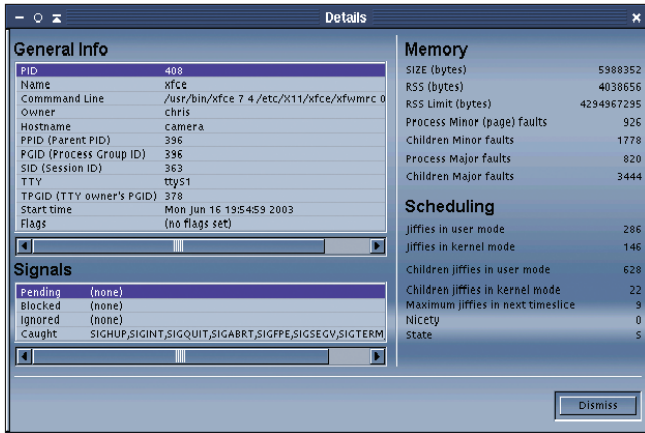 Details
General Info
PID 408
Name xfce
Commmand Line /usr/bin/xfce 7 4 /etc/X11/xfce/xfwmrc 0
Owner chris
Hostname camera
PPID (Parent PID) 396
PGID (Process Group ID) 396
SID (Session ID) 363
TTY ttyS1
TPGID (TTY owner's PGID) 378
Start time Mon Jun 16 19:54:59 2003
Flags (no flags set)
Signals
Pending (none)
Blocked (none)
Ignored (none)
Caught SIGHUP,SIGINT,SIGQUIT,SIGABRT,SIGFPE,SIGSEGV,SIGTERM,
Memory
SIZE (bytes) 5988352
RSS (bytes) 4038656
RSS Limit (bytes) 4294967295
Process Minor (page) faults 926
Children Minor faults 1778
Process Major faults 820
Children Major faults 3444
Scheduling
Jiffies in user mode 286
Jiffies in kernel mode 146
Children jiffies in user mode 628
Children jiffies in kernel mode 22
Maximum jiffies in next timeslice 9
Nicety 0
State S
Dismiss